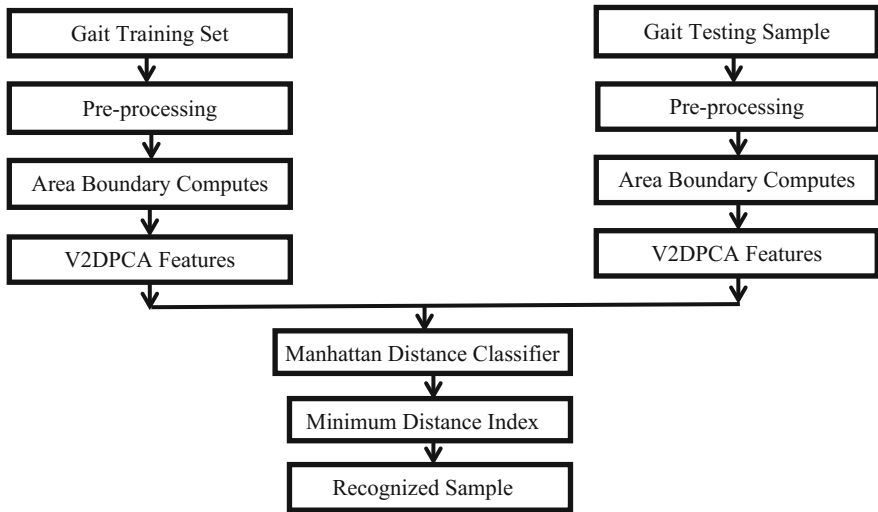 Gait Training Set
Pre-processing
Area Boundary Computes
V2DPCA Features
Gait Testing Sample
Pre-processing
Area Boundary Computes
V2DPCA Features
Manhattan Distance Classifier
Minimum Distance Index
Recognized Sample